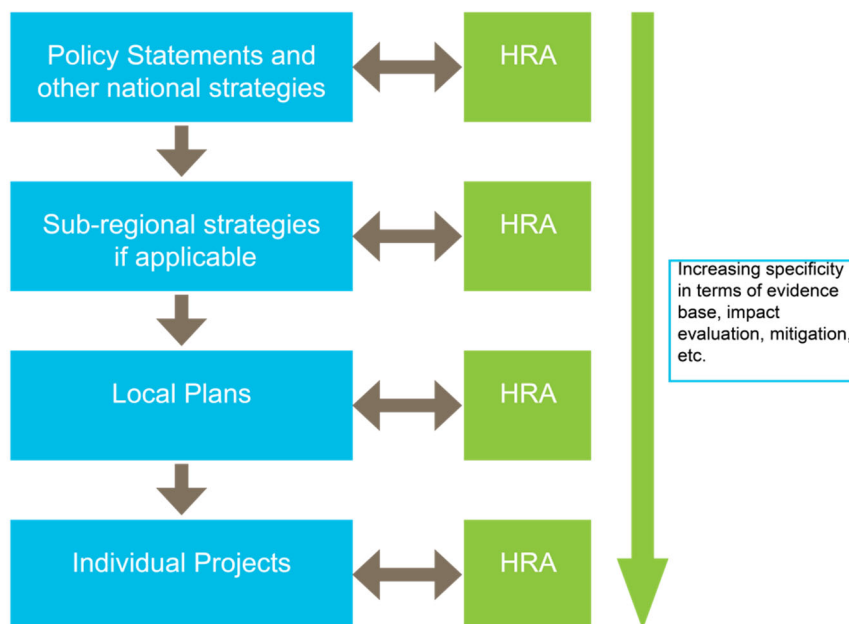 Policy Statements and
other national strategies
HRA
Sub-regional strategies
if applicable
HRA
Increasing specificity
in terms of evidence
base, impact
evaluation, mitigation,
etc.
Local Plans
HRA
Individual Projects
HRA